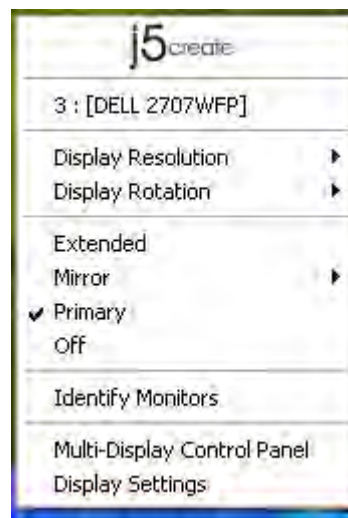 j5create
3 : [DELL 2707WFP]
Display Resolution
Display Rotation
Extended
Mirror
Primary
Off
Identify Monitors
Multi-Display Control Panel
Display Settings